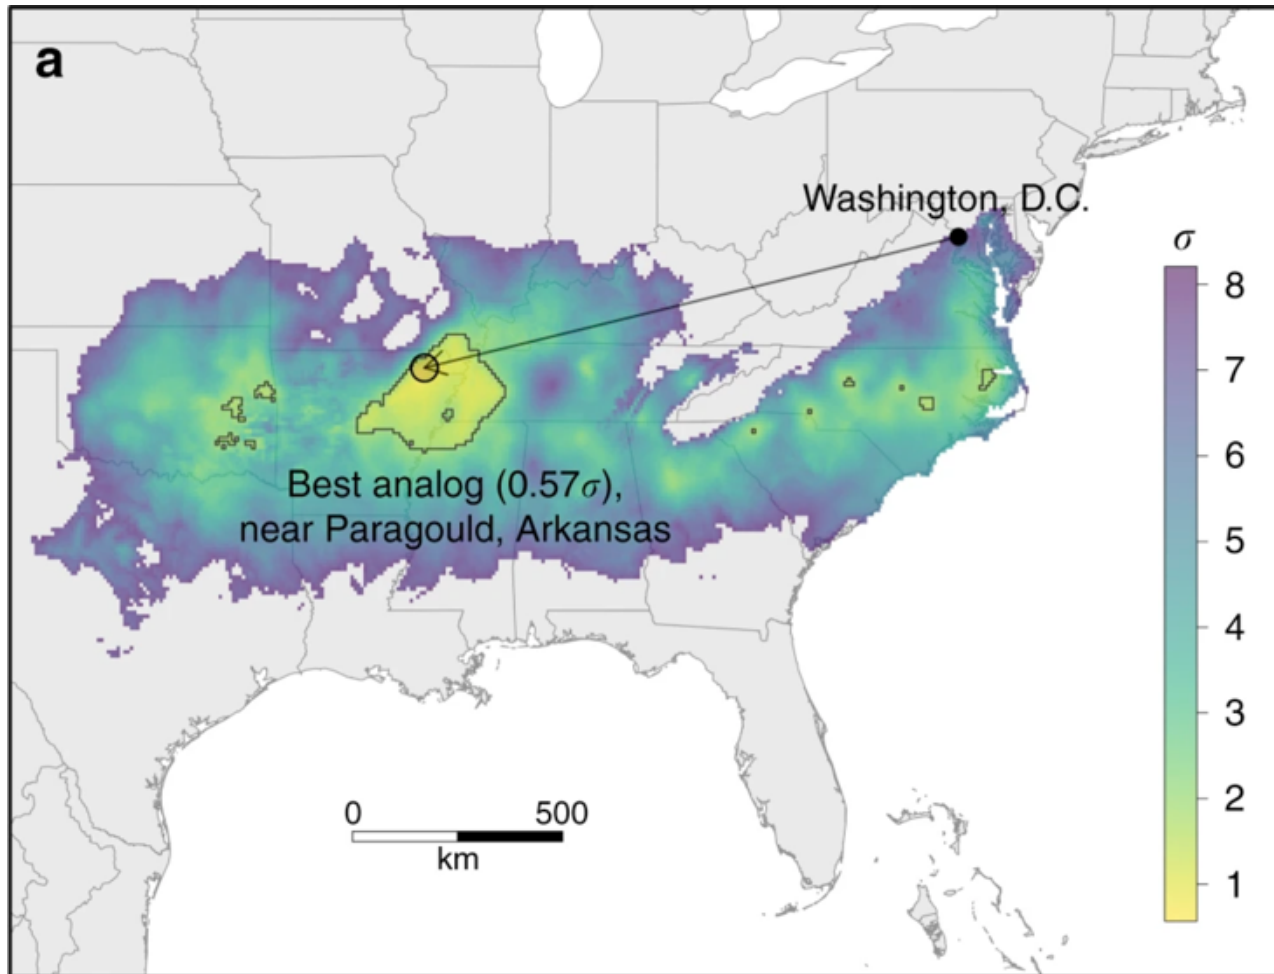 a
Washington, D.C.
σ
8
7
6
5
4
3
2
1
Best analog (0.57σ),
near Paragould, Arkansas
0 500
km